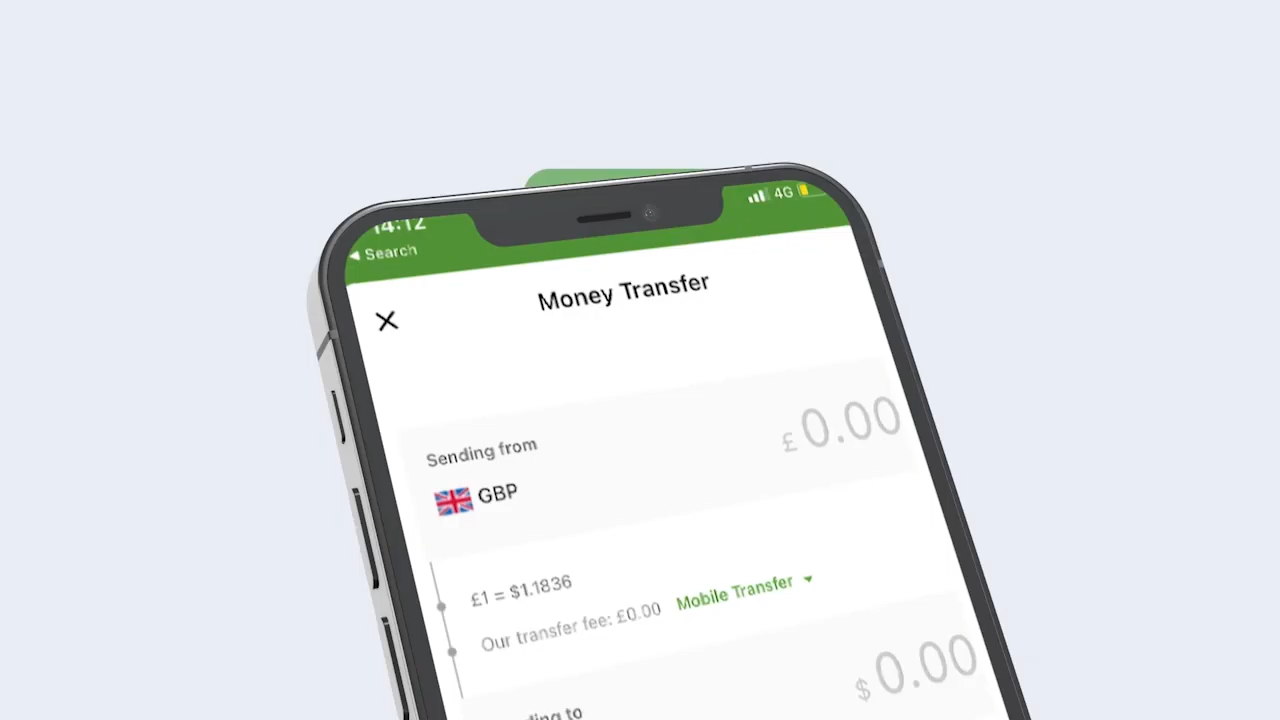 14:12
4G
Search
Money Transfer
Sending from
£ 0.00
GBP
£1 = $1.1836
Our transfer fee: £0.00 Mobile Transfer
$ 0.00
to